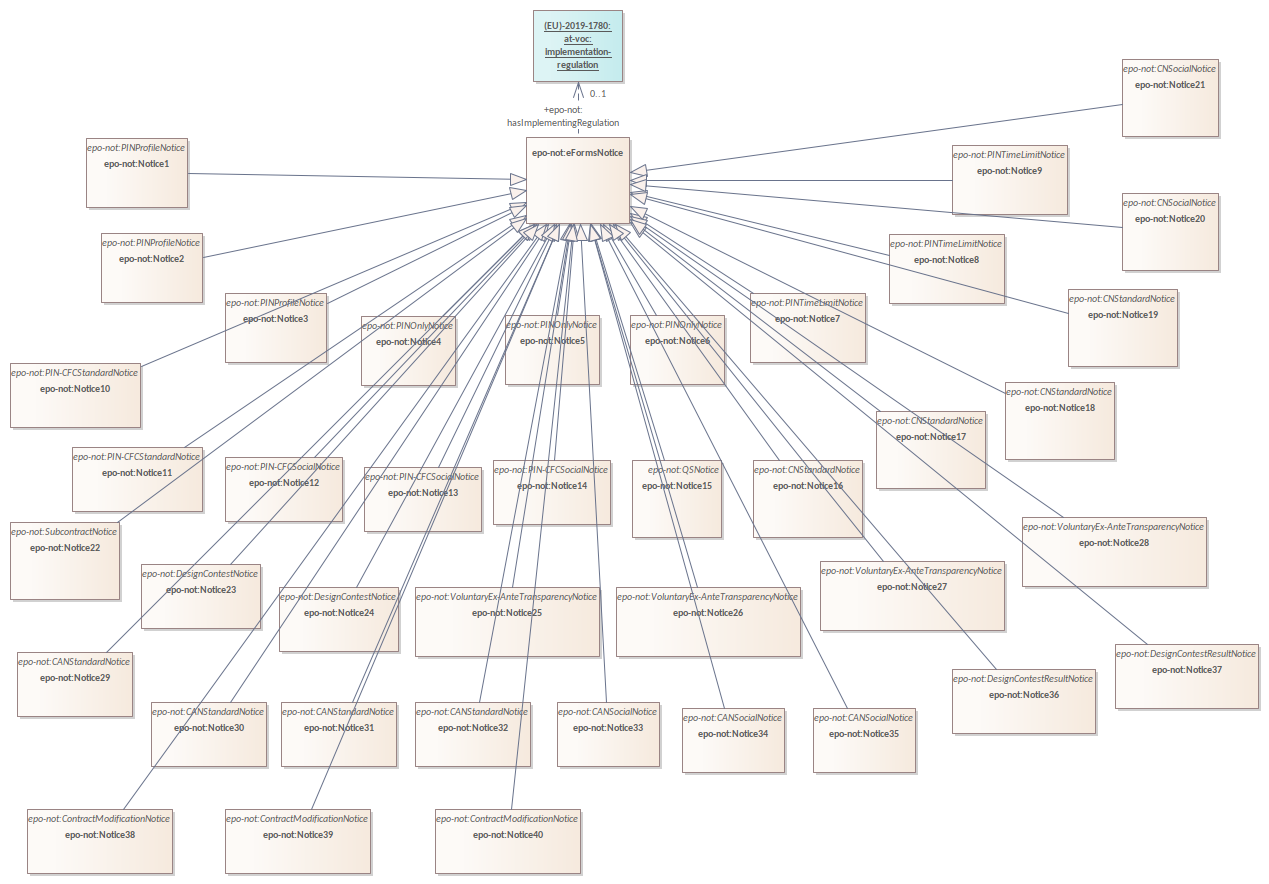 (EU)-2019-1780:
at-voc:
Implementation-
regulation
0..1
+epo-not:
hasImplementingRegulation
epo-not:eFormsNotice
epo-not:CNSocialNotice
epo-not:Notice21
epo-not:PINProfileNotice
epo-not:Notice1
epo-not:PINTimeLimitNotice
epo-not:Notice9
epo-not:CNSocialNotice
epo-not:Notice20
epo-not:PINProfileNotice
epo-not:Notice2
epo-not:PINTimeLimitNotice
epo-not:Notice8
epo-not:CNStandardNotice
epo-not:Notice19
epo-not:PINProfileNotice
epo-not:Notice3
epo-not:PINOnlyNotice
epo-not:Notice4
epo-not:PINOnlyNotice
epo-not:Notice5
epo-not:PINOnlyNotice
epo-not:Notice6
epo-not:PINTimeLimitNotice
epo-not:Notice7
epo-not:PIN-CFCStandardNotice
epo-not:Notice10
epo-not:CNStandardNotice
epo-not:Notice18
epo-not:CNStandardNotice
epo-not:Notice17
epo-not:PIN-CFCStandardNotice
epo-not:Notice11
epo-not:PIN-CFCSocialNotice
epo-not:Notice12
epo-not:PIN-CFCSocialNotice
epo-not:Notice13
epo-not:PIN-CFCSocialNotice
epo-not:Notice14
epo-not:QSNotice
epo-not:Notice15
epo-not:CNStandardNotice
epo-not:Notice16
epo-not:SubcontractNotice
epo-not:Notice22
epo-not:VoluntaryEx-AnteTransparencyNotice
epo-not:Notice28
epo-not:DesignContestNotice
epo-not:Notice23
epo-not:DesignContestNotice
epo-not:Notice24
epo-not:VoluntaryEx-AnteTransparencyNotice
epo-not:Notice25
epo-not:VoluntaryEx-AnteTransparencyNotice
epo-not:Notice26
epo-not:VoluntaryEx-AnteTransparencyNotice
epo-not:Notice27
epo-not:CANStandardNotice
epo-not:Notice29
epo-not:DesignContestResultNotice
epo-not:Notice37
epo-not:DesignContestResultNotice
epo-not:Notice36
epo-not:CANStandardNotice
epo-not:Notice30
epo-not:CANStandardNotice
epo-not:Notice31
epo-not:CANStandardNotice
epo-not:Notice32
epo-not:CANSocialNotice
epo-not:Notice33
epo-not:CANSocialNotice
epo-not:Notice34
epo-not:CANSocialNotice
epo-not:Notice35
epo-not:ContractModificationNotice
epo-not:Notice38
epo-not:ContractModificationNotice
epo-not:Notice39
epo-not:ContractModificationNotice
epo-not:Notice40